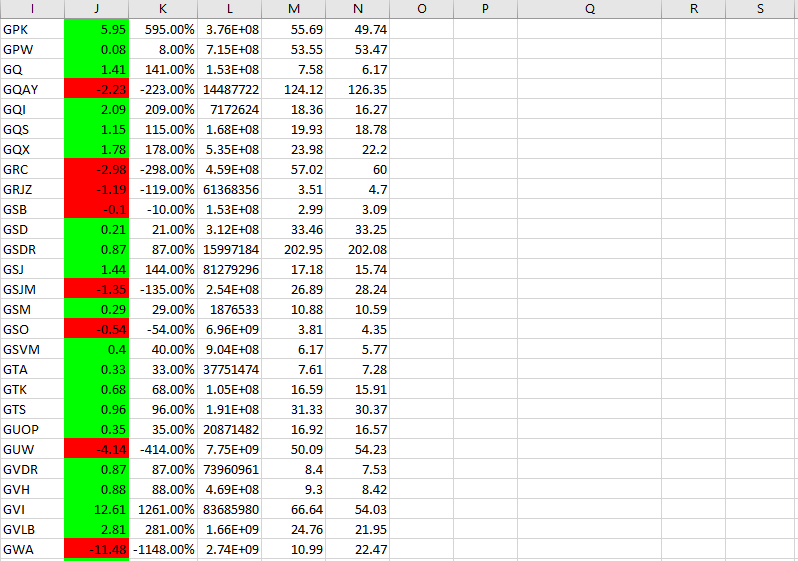 I J K L M N O P Q R S
GPK 5.95 595.00% 3.76E+08 55.69 49.74
GPW 0.08 8.00% 7.15E+08 53.55 53.47
GQ 1.41 141.00% 1.53E+08 7.58 6.17
GQAY -2.23 -223.00% 14487722 124.12 126.35
GQI 2.09 209.00% 7172624 18.36 16.27
GQS 1.15 115.00% 1.68E+08 19.93 18.78
GQX 1.78 178.00% 5.35E+08 23.98 22.2
GRC -2.98 -298.00% 4.59E+08 57.02 60
GRJZ -1.19 -119.00% 61368356 3.51 4.7
GSB -0.1 -10.00% 1.53E+08 2.99 3.09
GSD 0.21 21.00% 3.12E+08 33.46 33.25
GSDR 0.87 87.00% 15997184 202.95 202.08
GSJ 1.44 144.00% 81279296 17.18 15.74
GSJM -1.35 -135.00% 2.54E+08 26.89 28.24
GSM 0.29 29.00% 1876533 10.88 10.59
GSO -0.54 -54.00% 6.96E+09 3.81 4.35
GSVM 0.4 40.00% 9.04E+08 6.17 5.77
GTA 0.33 33.00% 37751474 7.61 7.28
GTK 0.68 68.00% 1.05E+08 16.59 15.91
GTS 0.96 96.00% 1.91E+08 31.33 30.37
GUOP 0.35 35.00% 20871482 16.92 16.57
GUW -4.14 -414.00% 7.75E+09 50.09 54.23
GVDR 0.87 87.00% 73960961 8.4 7.53
GVH 0.88 88.00% 4.69E+08 9.3 8.42
GVI 12.61 1261.00% 83685980 66.64 54.03
GVLB 2.81 281.00% 1.66E+09 24.76 21.95
GWA -11.48 -1148.00% 2.74E+09 10.99 22.47